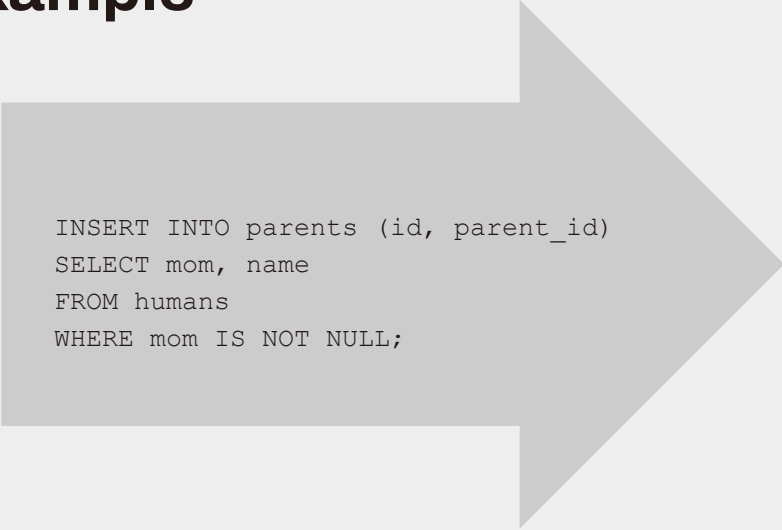 INSERT INTO parents (id, parent_id)
SELECT mom, name
FROM humans
WHERE mom IS NOT NULL;